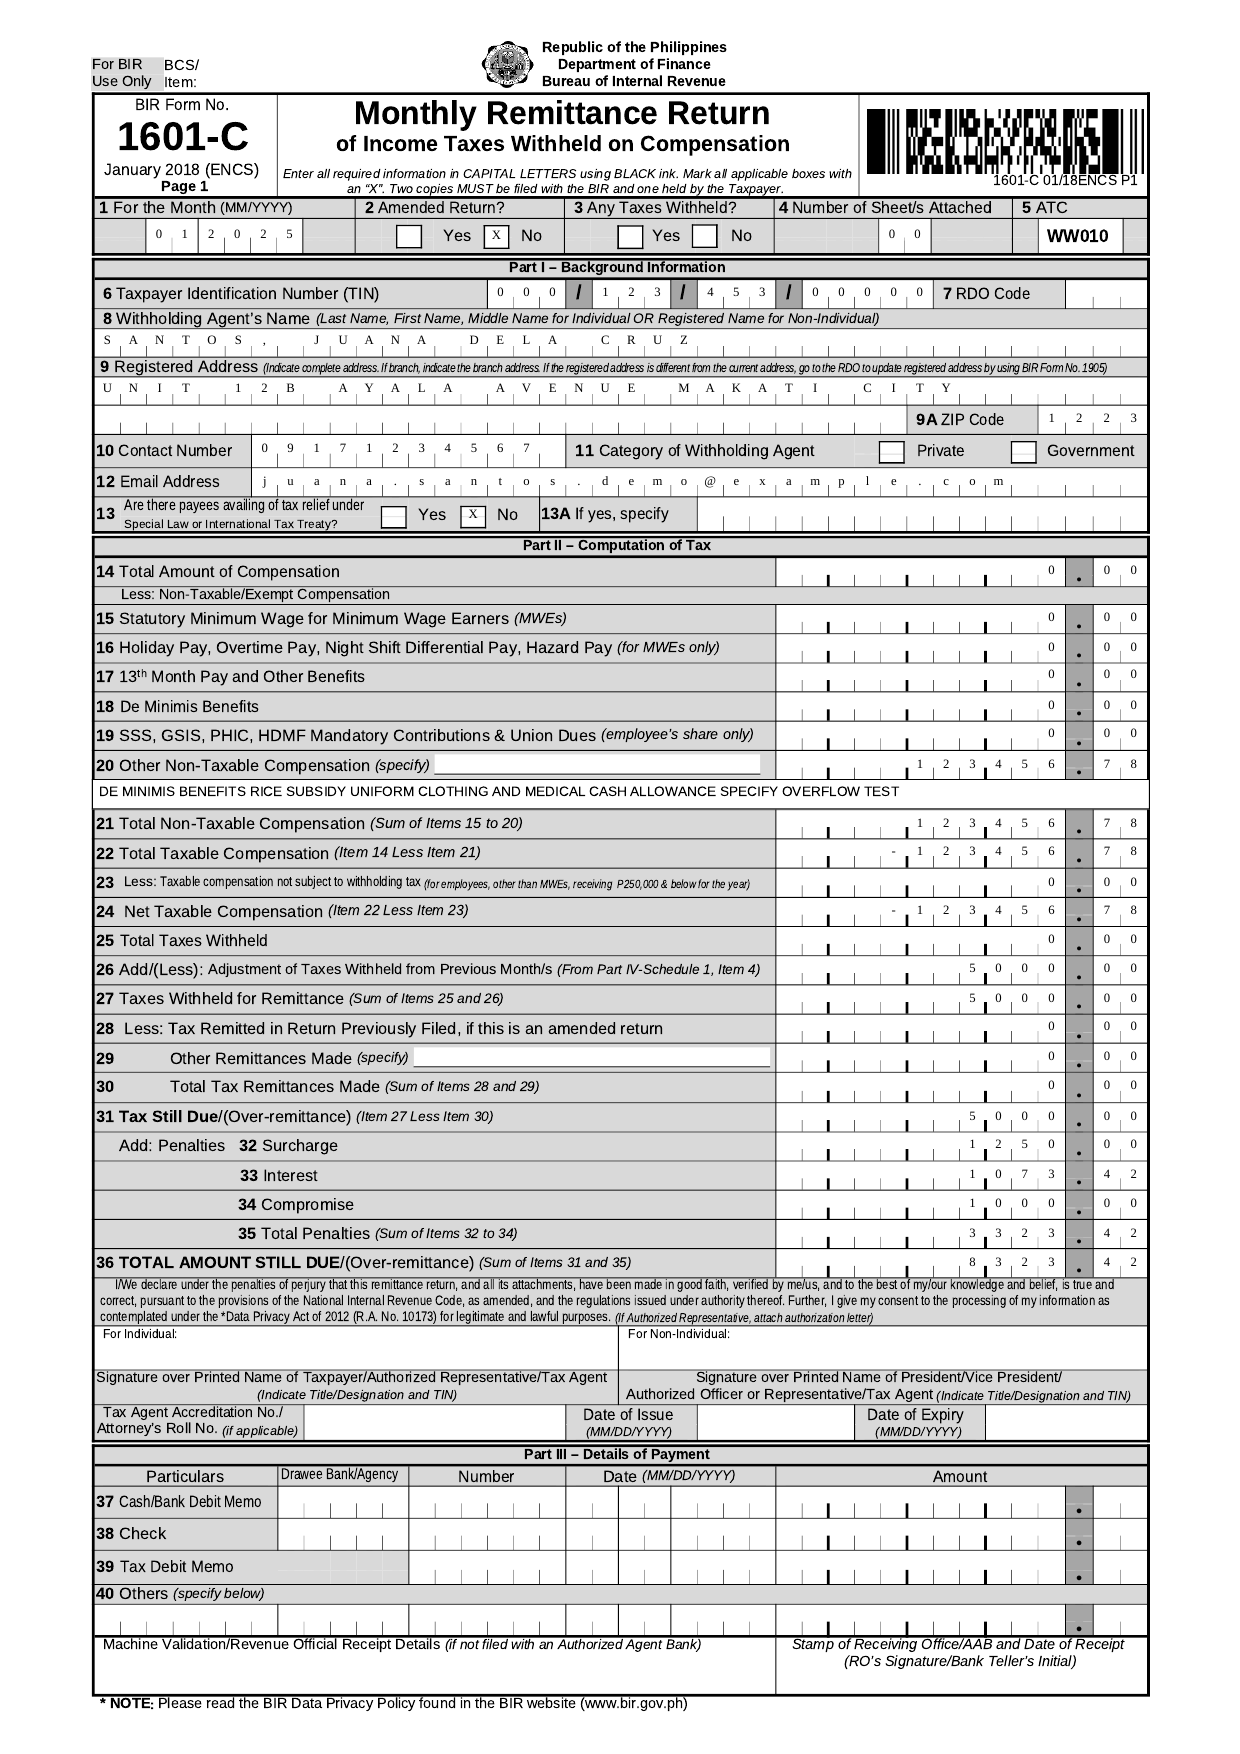 Republic of the Philippines
For BIR BCS/ Department of Finance
Use Only Item: Bureau of Internal Revenue
BIR Form No.
1601-C
January 2018 (ENCS)
Page 1
Monthly Remittance Return
of Income Taxes Withheld on Compensation
Enter all required information in CAPITAL LETTERS using BLACK ink. Mark all applicable boxes with
an “X”. Two copies MUST be filed with the BIR and one held by the Taxpayer.
1601-C 01/18ENCS P1
1 For the Month (MM/YYYY) 2 Amended Return? 3 Any Taxes Withheld? 4 Number of Sheet/s Attached 5 ATC
0 1 2 0 2 5 Yes X No Yes No 0 0 WW010
Part I – Background Information
6 Taxpayer Identification Number (TIN) 0 0 0 / 1 2 3 / 4 5 3 / 0 0 0 0 0 7 RDO Code
8 Withholding Agent's Name (Last Name, First Name, Middle Name for Individual OR Registered Name for Non-Individual)
SANTOS, JUANA DELA CRUZ
9 Registered Address (Indicate complete address. If branch, indicate the branch address. If the registered address is different from the current address, go to the RDO to update registered address by using BIR Form No. 1905)
UNIT 12B AYALA AVENUE MAKATI CITY
9A ZIP Code 1 2 2 3
10 Contact Number 0 9 1 7 1 2 3 4 5 6 7 11 Category of Withholding Agent Private Government
12 Email Address juana.santos.demo@example.com
13 Are there payees availing of tax relief under
Special Law or International Tax Treaty? Yes X No 13A If yes, specify
Part II – Computation of Tax
14 Total Amount of Compensation 0 . 0 0
Less: Non-Taxable/Exempt Compensation
15 Statutory Minimum Wage for Minimum Wage Earners (MWEs) 0 . 0 0
16 Holiday Pay, Overtime Pay, Night Shift Differential Pay, Hazard Pay (for MWEs only) 0 . 0 0
17 13th Month Pay and Other Benefits 0 . 0 0
18 De Minimis Benefits 0 . 0 0
19 SSS, GSIS, PHIC, HDMF Mandatory Contributions & Union Dues (employee's share only) 0 . 0 0
20 Other Non-Taxable Compensation (specify) 1 2 3 4 5 6 . 7 8
DE MINIMIS BENEFITS RICE SUBSIDY UNIFORM CLOTHING AND MEDICAL CASH ALLOWANCE SPECIFY OVERFLOW TEST
21 Total Non-Taxable Compensation (Sum of Items 15 to 20) 1 2 3 4 5 6 . 7 8
22 Total Taxable Compensation (Item 14 Less Item 21) - 1 2 3 4 5 6 . 7 8
23 Less: Taxable compensation not subject to withholding tax (for employees, other than MWEs, receiving P250,000 & below for the year) 0 . 0 0
24 Net Taxable Compensation (Item 22 Less Item 23) - 1 2 3 4 5 6 . 7 8
25 Total Taxes Withheld 0 . 0 0
26 Add/(Less): Adjustment of Taxes Withheld from Previous Month/s (From Part IV-Schedule 1, Item 4) 5 0 0 0 . 0 0
27 Taxes Withheld for Remittance (Sum of Items 25 and 26) 5 0 0 0 . 0 0
28 Less: Tax Remitted in Return Previously Filed, if this is an amended return 0 . 0 0
29 Other Remittances Made (specify) 0 . 0 0
30 Total Tax Remittances Made (Sum of Items 28 and 29) 0 . 0 0
31 Tax Still Due/(Over-remittance) (Item 27 Less Item 30) 5 0 0 0 . 0 0
Add: Penalties 32 Surcharge 1 2 5 0 . 0 0
33 Interest 1 0 7 3 . 4 2
34 Compromise 1 0 0 0 . 0 0
35 Total Penalties (Sum of Items 32 to 34) 3 3 2 3 . 4 2
36 TOTAL AMOUNT STILL DUE/(Over-remittance) (Sum of Items 31 and 35) 8 3 2 3 . 4 2
I/We declare under the penalties of perjury that this remittance return, and all its attachments, have been made in good faith, verified by me/us, and to the best of my/our knowledge and belief, is true and
correct, pursuant to the provisions of the National Internal Revenue Code, as amended, and the regulations issued under authority thereof. Further, I give my consent to the processing of my information as
contemplated under the *Data Privacy Act of 2012 (R.A. No. 10173) for legitimate and lawful purposes. (If Authorized Representative, attach authorization letter)
For Individual: For Non-Individual:
Signature over Printed Name of Taxpayer/Authorized Representative/Tax Agent
(Indicate Title/Designation and TIN)
Signature over Printed Name of President/Vice President/
Authorized Officer or Representative/Tax Agent (Indicate Title/Designation and TIN)
Tax Agent Accreditation No./
Attorney's Roll No. (if applicable)
Date of Issue
(MM/DD/YYYY)
Date of Expiry
(MM/DD/YYYY)
Part III – Details of Payment
Particulars Drawee Bank/Agency Number Date (MM/DD/YYYY) Amount
37 Cash/Bank Debit Memo .
38 Check .
39 Tax Debit Memo .
40 Others (specify below)
.
Machine Validation/Revenue Official Receipt Details (if not filed with an Authorized Agent Bank)
Stamp of Receiving Office/AAB and Date of Receipt
(RO's Signature/Bank Teller's Initial)
* NOTE: Please read the BIR Data Privacy Policy found in the BIR website (www.bir.gov.ph)